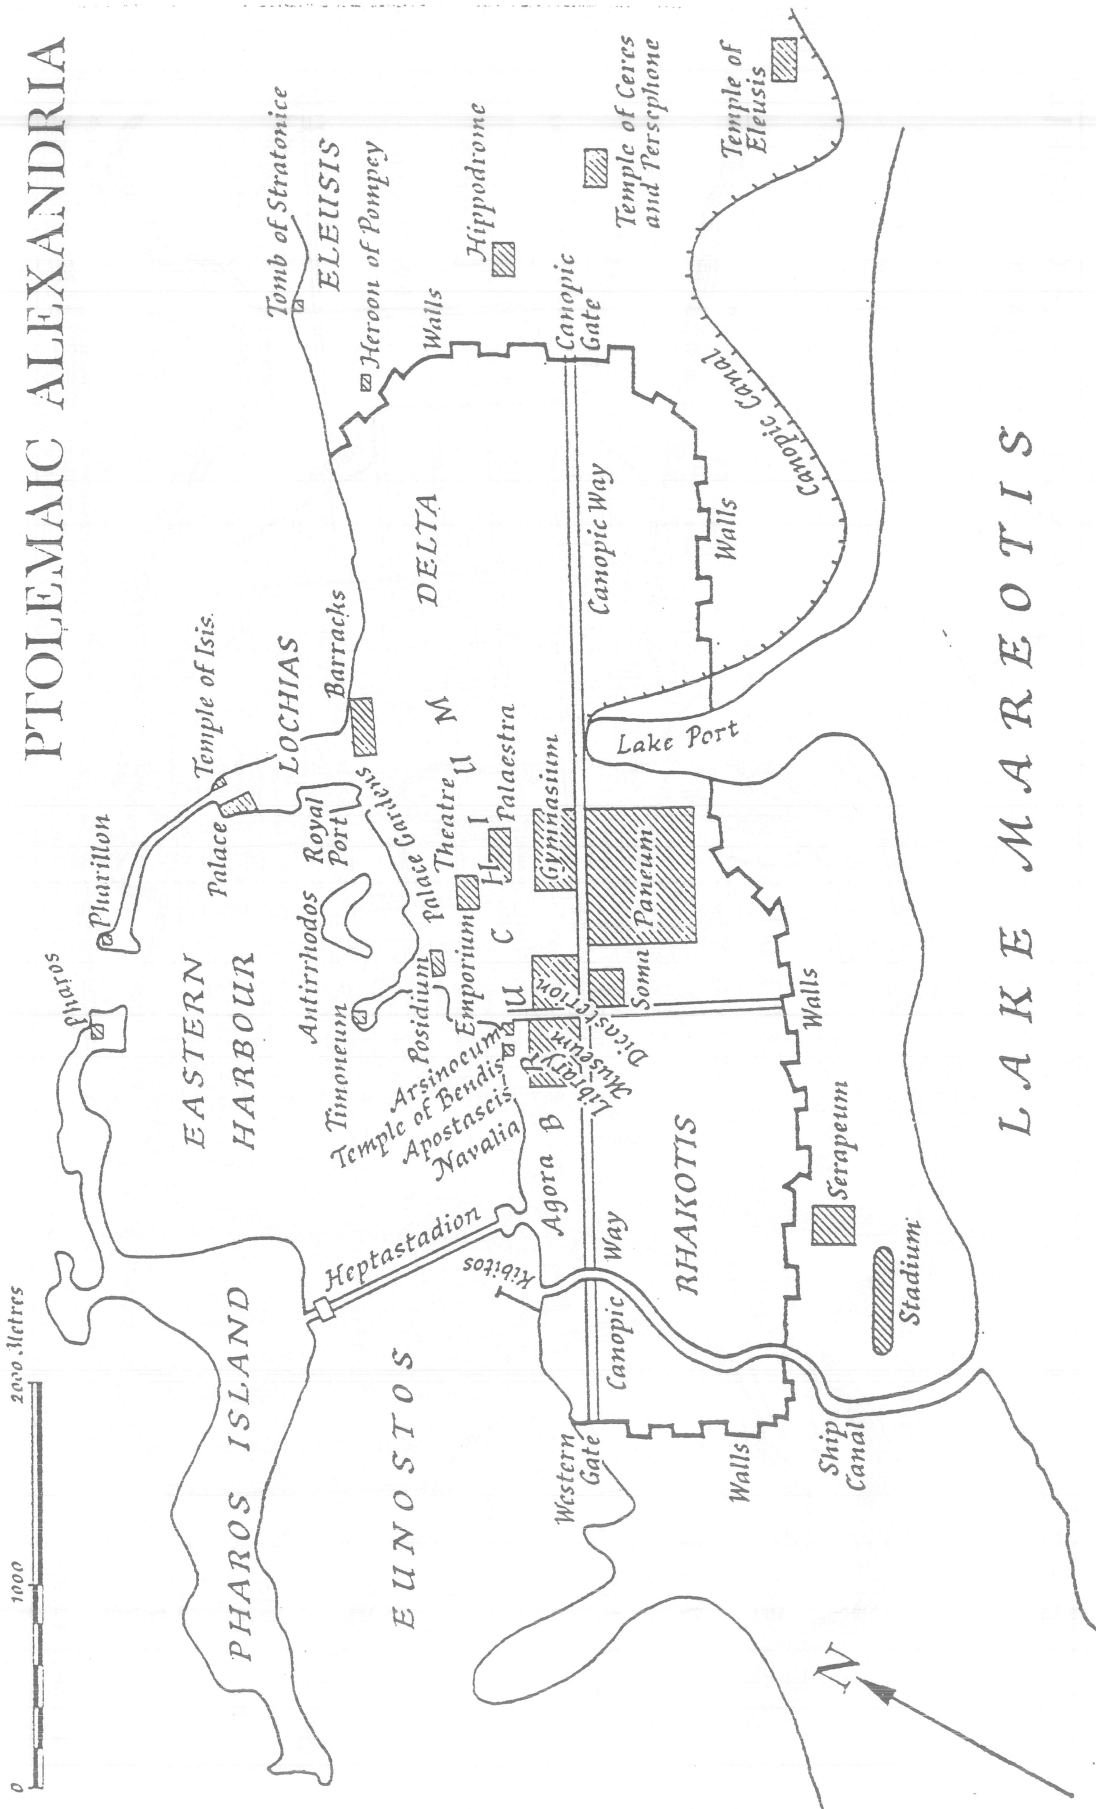 PTOLEMAIC ALEXANDRIA
0 1000 2000 Metres
Pharos
Pharillon
Temple of Isis
Palace
LOCHIAS
Royal
Port
Barracks
Tomb of Stratonice
ELEUSIS
Heroon of Pompey
Hippodrome
Temple of Ceres
and Persephone
Temple of
Eleusis
EASTERN
HARBOUR
Antirrhodos
Timoneum
Posidium
Palace Gardens
Emporium
Theatre
Palaestra
Gymnasium
BRUCHIUM
DELTA
Walls
Canopic
Gate
Arsinoeum
Temple of Bendis
Apostascis
Navalia
Agora
Library
Museum
Dicasterion
Soma
Paneum
Lake Port
Canopic Way
Walls
Canopic Canal
PHAROS ISLAND
Heptastadion
Kibitos
EUNOSTOS
Western
Gate
Canopic Way
RHAKOTIS
Walls
Serapeum
Stadium
Walls
Ship
Canal
LAKE MAREOTIS
N